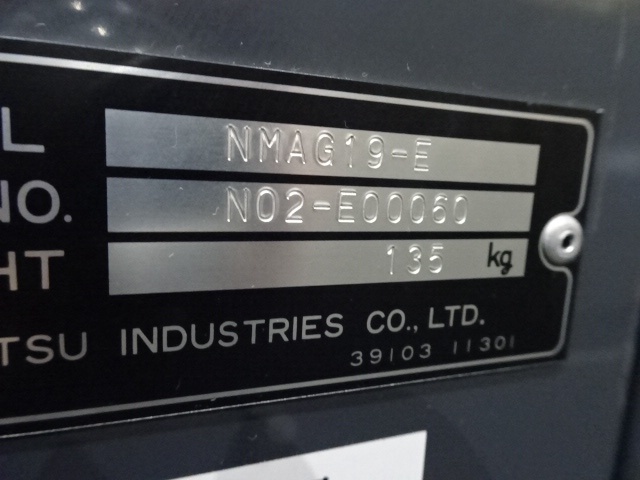 L NMAG19-E
NO. N02-E00060
HT 135 kg
TSU INDUSTRIES CO., LTD.
39103 11301